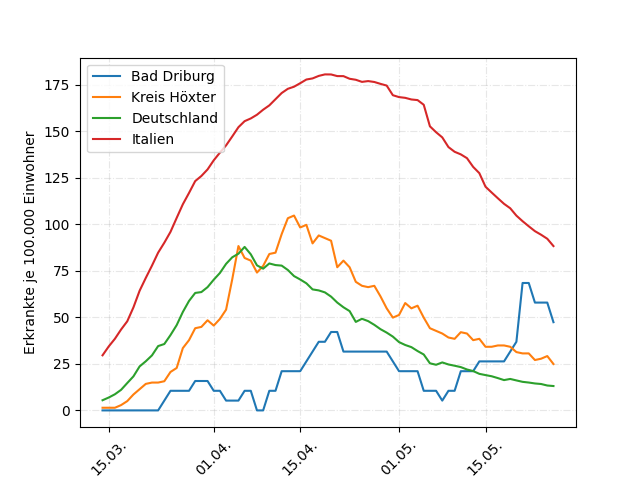 Bad Driburg
Kreis Höxter
Deutschland
Italien
Erkrankte je 100.000 Einwohner
175
150
125
100
75
50
25
0
15.03.
01.04.
15.04.
01.05.
15.05.